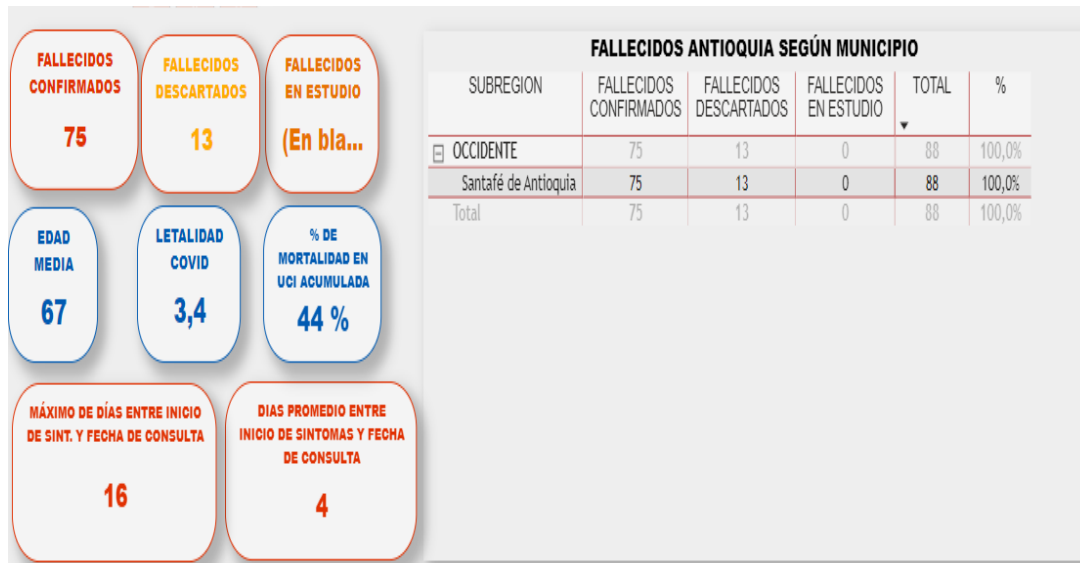 FALLECIDOS
CONFIRMADOS
75
FALLECIDOS
DESCARTADOS
13
FALLECIDOS
EN ESTUDIO
(En bla...
EDAD
MEDIA
67
LETALIDAD
COVID
3,4
% DE
MORTALIDAD EN
UCI ACUMULADA
44 %
MÁXIMO DE DÍAS ENTRE INICIO
DE SINT. Y FECHA DE CONSULTA
16
DIAS PROMEDIO ENTRE
INICIO DE SINTOMAS Y FECHA
DE CONSULTA
4
FALLECIDOS ANTIOQUIA SEGÚN MUNICIPIO
SUBREGION FALLECIDOS CONFIRMADOS FALLECIDOS DESCARTADOS FALLECIDOS EN ESTUDIO TOTAL %
OCCIDENTE 75 13 0 88 100,0%
Santafé de Antioquia 75 13 0 88 100,0%
Total 75 13 0 88 100,0%